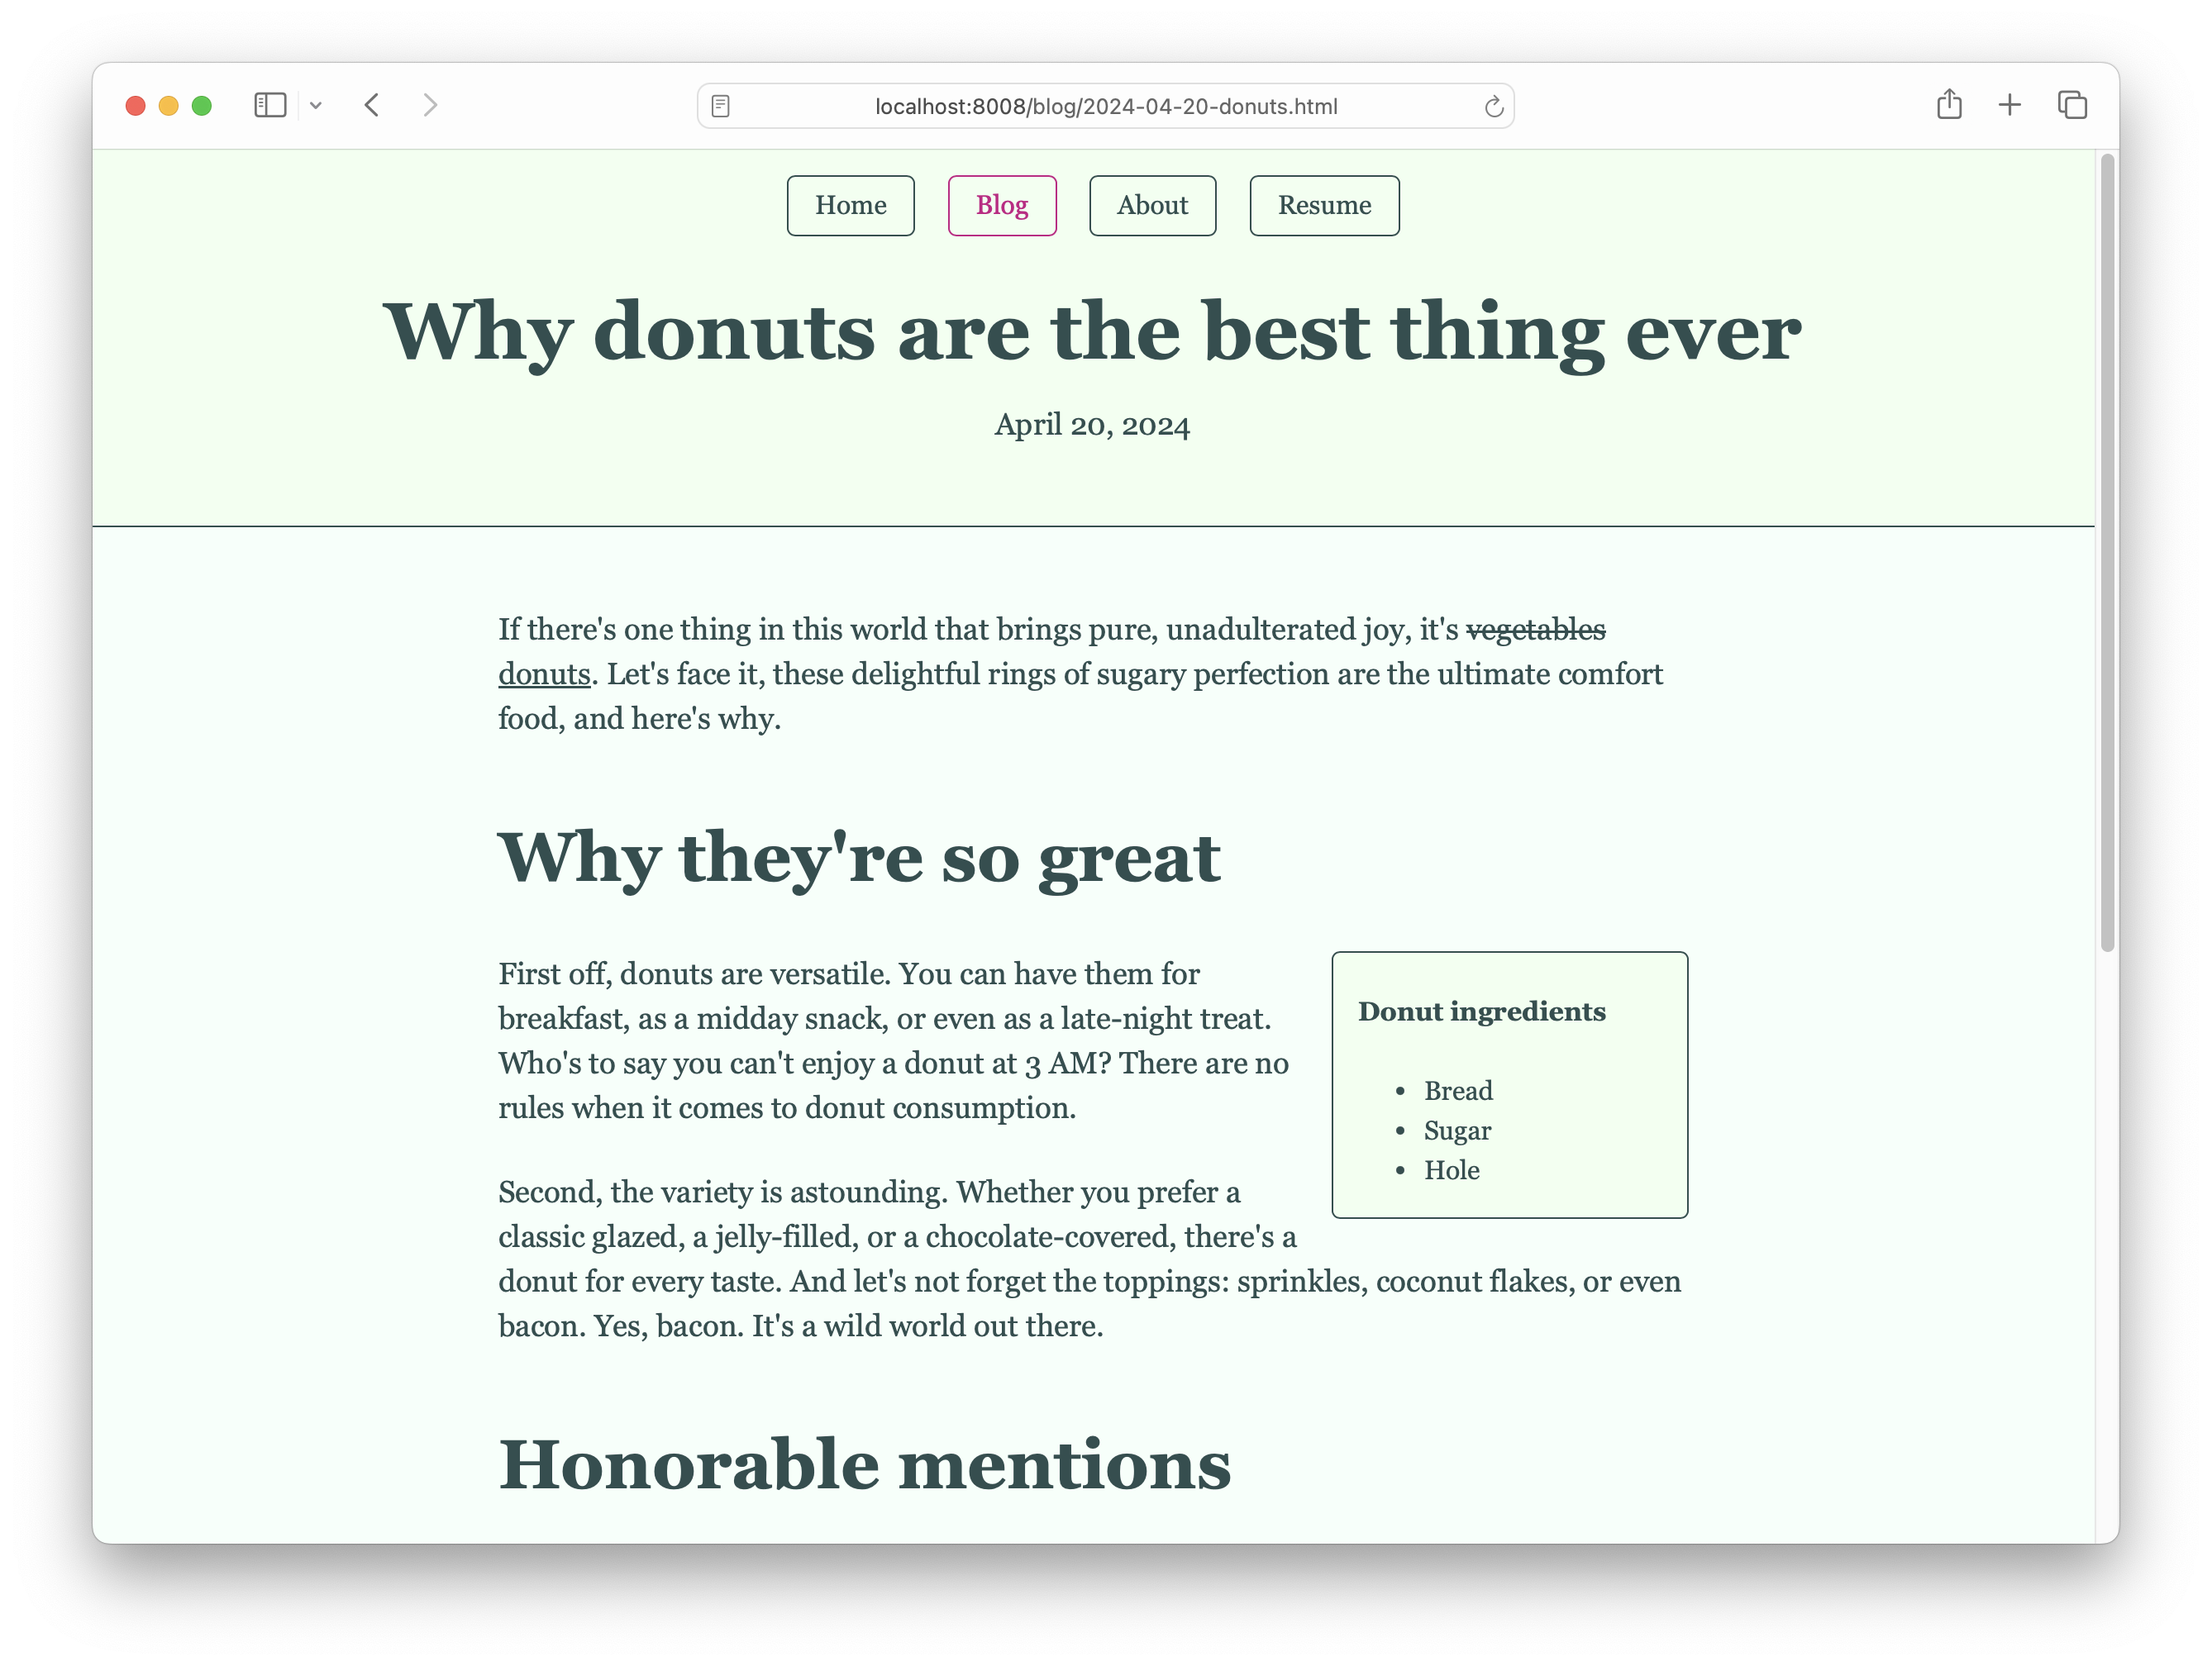 localhost:8008/blog/2024-04-20-donuts.html
Home Blog About Resume
Why donuts are the best thing ever
April 20, 2024
If there's one thing in this world that brings pure, unadulterated joy, it's vegetables
donuts. Let's face it, these delightful rings of sugary perfection are the ultimate comfort
food, and here's why.
Why they're so great
First off, donuts are versatile. You can have them for
breakfast, as a midday snack, or even as a late-night treat.
Who's to say you can't enjoy a donut at 3 AM? There are no
rules when it comes to donut consumption.
Donut ingredients
• Bread
• Sugar
• Hole
Second, the variety is astounding. Whether you prefer a
classic glazed, a jelly-filled, or a chocolate-covered, there's a
donut for every taste. And let's not forget the toppings: sprinkles, coconut flakes, or even
bacon. Yes, bacon. It's a wild world out there.
Honorable mentions